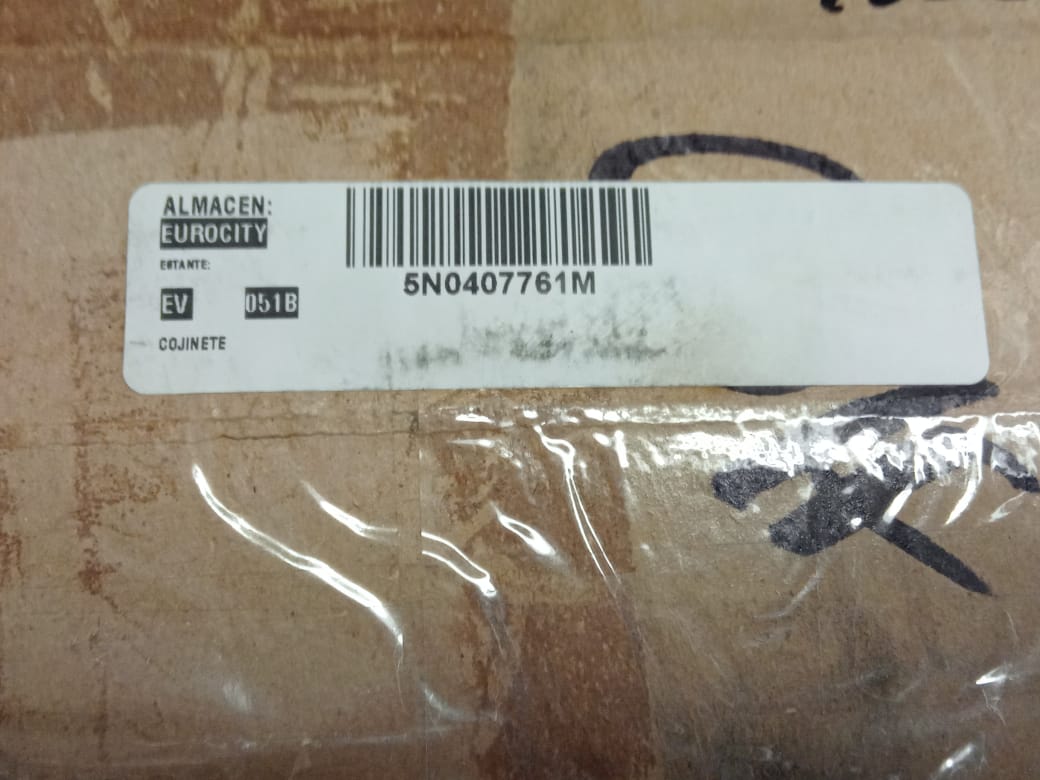 ALMACEN:
EUROCITY
ESTANTE:
EV 051B
COJINETE
5N0407761M